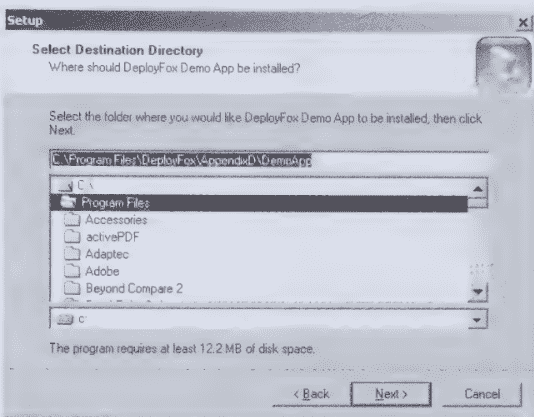 Setup
Select Destination Directory
Where should DeployFox Demo App be installed?
Select the folder where you would like DeployFox Demo App to be installed, then click
Next.
C:\Program Files\DeployFox\AppendixD\DemoApp
C:\
Program Files
Accessories
activePDF
Adaptec
Adobe
Beyond Compare 2
c:
The program requires at least 12.2 MB of disk space.
< Back
Next >
Cancel